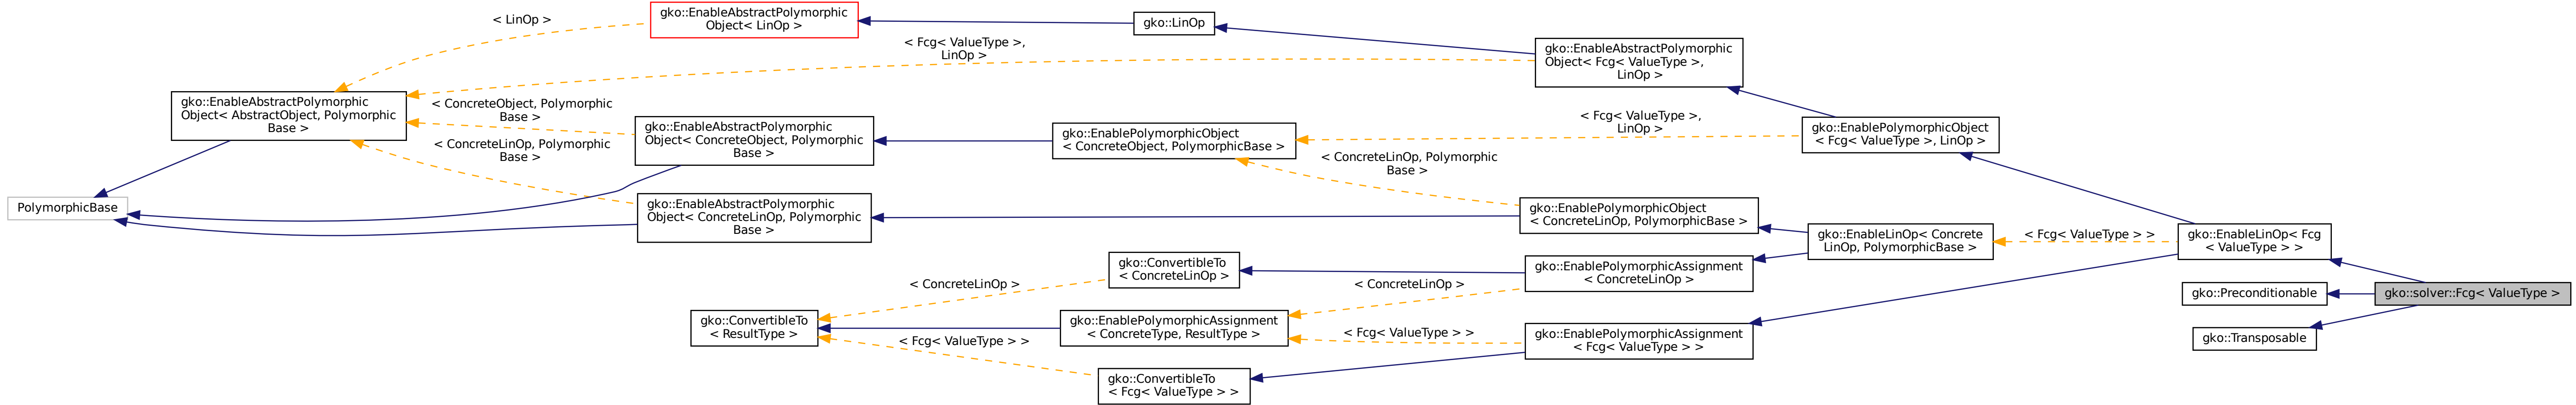 gko::EnableAbstractPolymorphic
Object< LinOp >
< LinOp >
gko::LinOp
< Fcg< ValueType >,
LinOp >
gko::EnableAbstractPolymorphic
Object< Fcg< ValueType >,
LinOp >
gko::EnableAbstractPolymorphic
Object< AbstractObject, Polymorphic
Base >
< ConcreteObject, Polymorphic
Base >
gko::EnableAbstractPolymorphic
Object< ConcreteObject, Polymorphic
Base >
gko::EnablePolymorphicObject
< ConcreteObject, PolymorphicBase >
< Fcg< ValueType >,
LinOp >
gko::EnablePolymorphicObject
< Fcg< ValueType >, LinOp >
< ConcreteLinOp, Polymorphic
Base >
< ConcreteLinOp, Polymorphic
Base >
PolymorphicBase
gko::EnableAbstractPolymorphic
Object< ConcreteLinOp, Polymorphic
Base >
gko::EnablePolymorphicObject
< ConcreteLinOp, PolymorphicBase >
gko::EnableLinOp< Concrete
LinOp, PolymorphicBase >
< Fcg< ValueType > >
gko::EnableLinOp< Fcg
< ValueType > >
gko::ConvertibleTo
< ConcreteLinOp >
gko::EnablePolymorphicAssignment
< ConcreteLinOp >
< ConcreteLinOp >
< ConcreteLinOp >
gko::Preconditionable
gko::solver::Fcg< ValueType >
gko::ConvertibleTo
< ResultType >
gko::EnablePolymorphicAssignment
< ConcreteType, ResultType >
< Fcg< ValueType > >
gko::EnablePolymorphicAssignment
< Fcg< ValueType > >
gko::Transposable
< Fcg< ValueType > >
gko::ConvertibleTo
< Fcg< ValueType > >